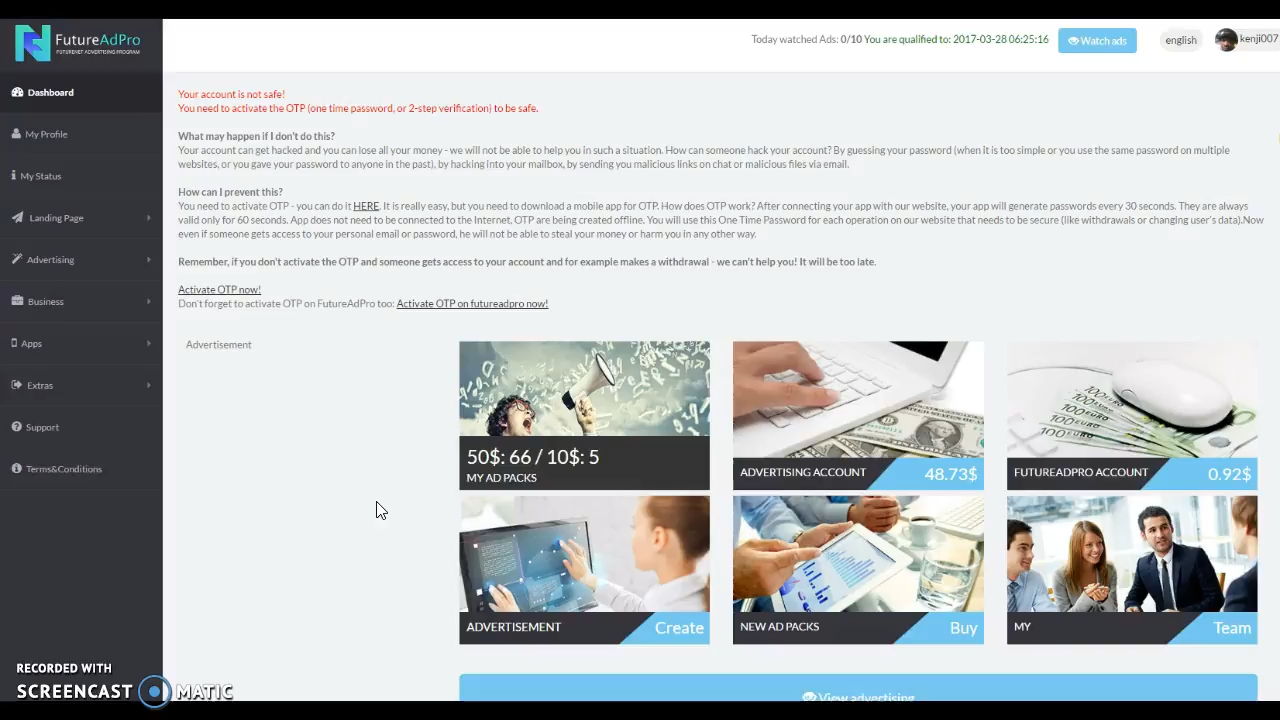 FutureAdPro
FUTURENET ADVERTISING PROGRAM
Today watched Ads: 0/10 You are qualified to: 2017-03-28 06:25:16
Watch ads
english
kenji007
Dashboard
My Profile
My Status
Landing Page
Advertising
Business
Apps
Extras
Support
Terms&Conditions
Your account is not safe!
You need to activate the OTP (one time password, or 2-step verification) to be safe.
What may happen if I don't do this?
Your account can get hacked and you can lose all your money - we will not be able to help you in such a situation. How can someone hack your account? By guessing your password (when it is too simple or you use the same password on multiple
websites, or you gave your password to anyone in the past), by hacking into your mailbox, by sending you malicious links on chat or malicious files via email.
How can I prevent this?
You need to activate OTP - you can do it HERE. It is really easy, but you need to download a mobile app for OTP. How does OTP work? After connecting your app with our website, your app will generate passwords every 30 seconds. They are always
valid only for 60 seconds. App does not need to be connected to the Internet, OTP are being created offline. You will use this One Time Password for each operation on our website that needs to be secure (like withdrawals or changing user's data).Now
even if someone gets access to your personal email or password, he will not be able to steal your money or harm you in any other way.
Remember, if you don't activate the OTP and someone gets access to your account and for example makes a withdrawal - we can't help you! It will be too late.
Activate OTP now!
Don't forget to activate OTP on FutureAdPro too: Activate OTP on futureadpro now!
Advertisement
50$: 66 / 10$: 5
MY AD PACKS
ADVERTISING ACCOUNT
48.73$
FUTUREADPRO ACCOUNT
0.92$
ADVERTISEMENT
Create
NEW AD PACKS
Buy
MY
Team
View advertising
RECORDED WITH
SCREENCAST MATIC